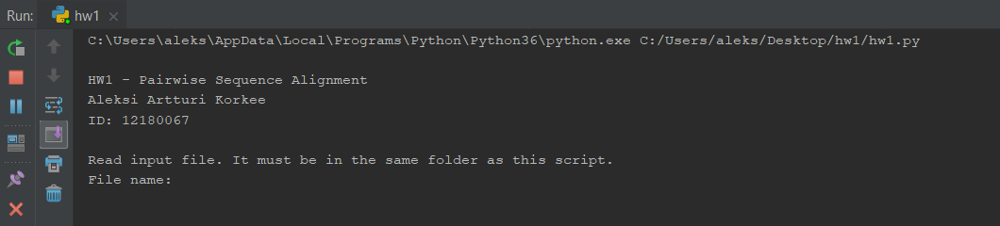 Run: hw1
C:\Users\aleks\AppData\Local\Programs\Python\Python36\python.exe C:/Users/aleks/Desktop/hw1/hw1.py
HW1 - Pairwise Sequence Alignment
Aleksi Artturi Korkee
ID: 12180067
Read input file. It must be in the same folder as this script.
File name: